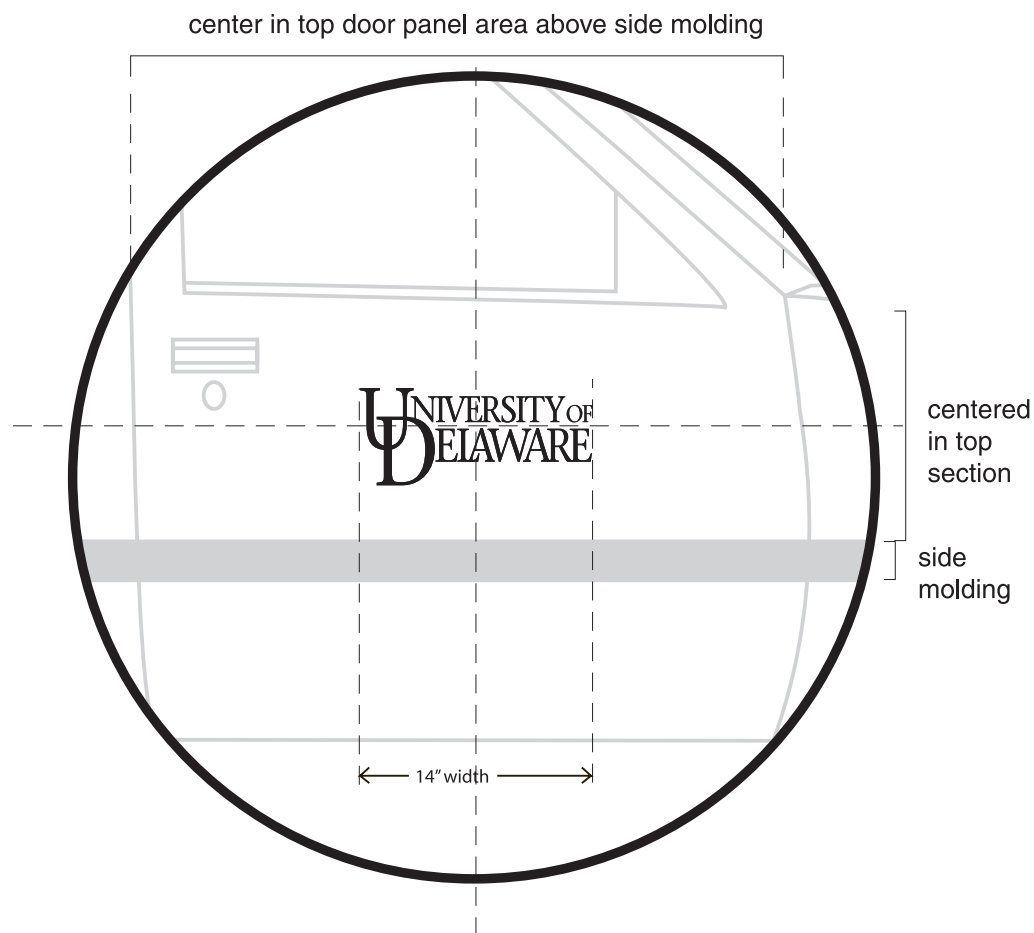 center in top door panel area above side molding
UNIVERSITY OF
DELAWARE
centered
in top
section
side
molding
14” width